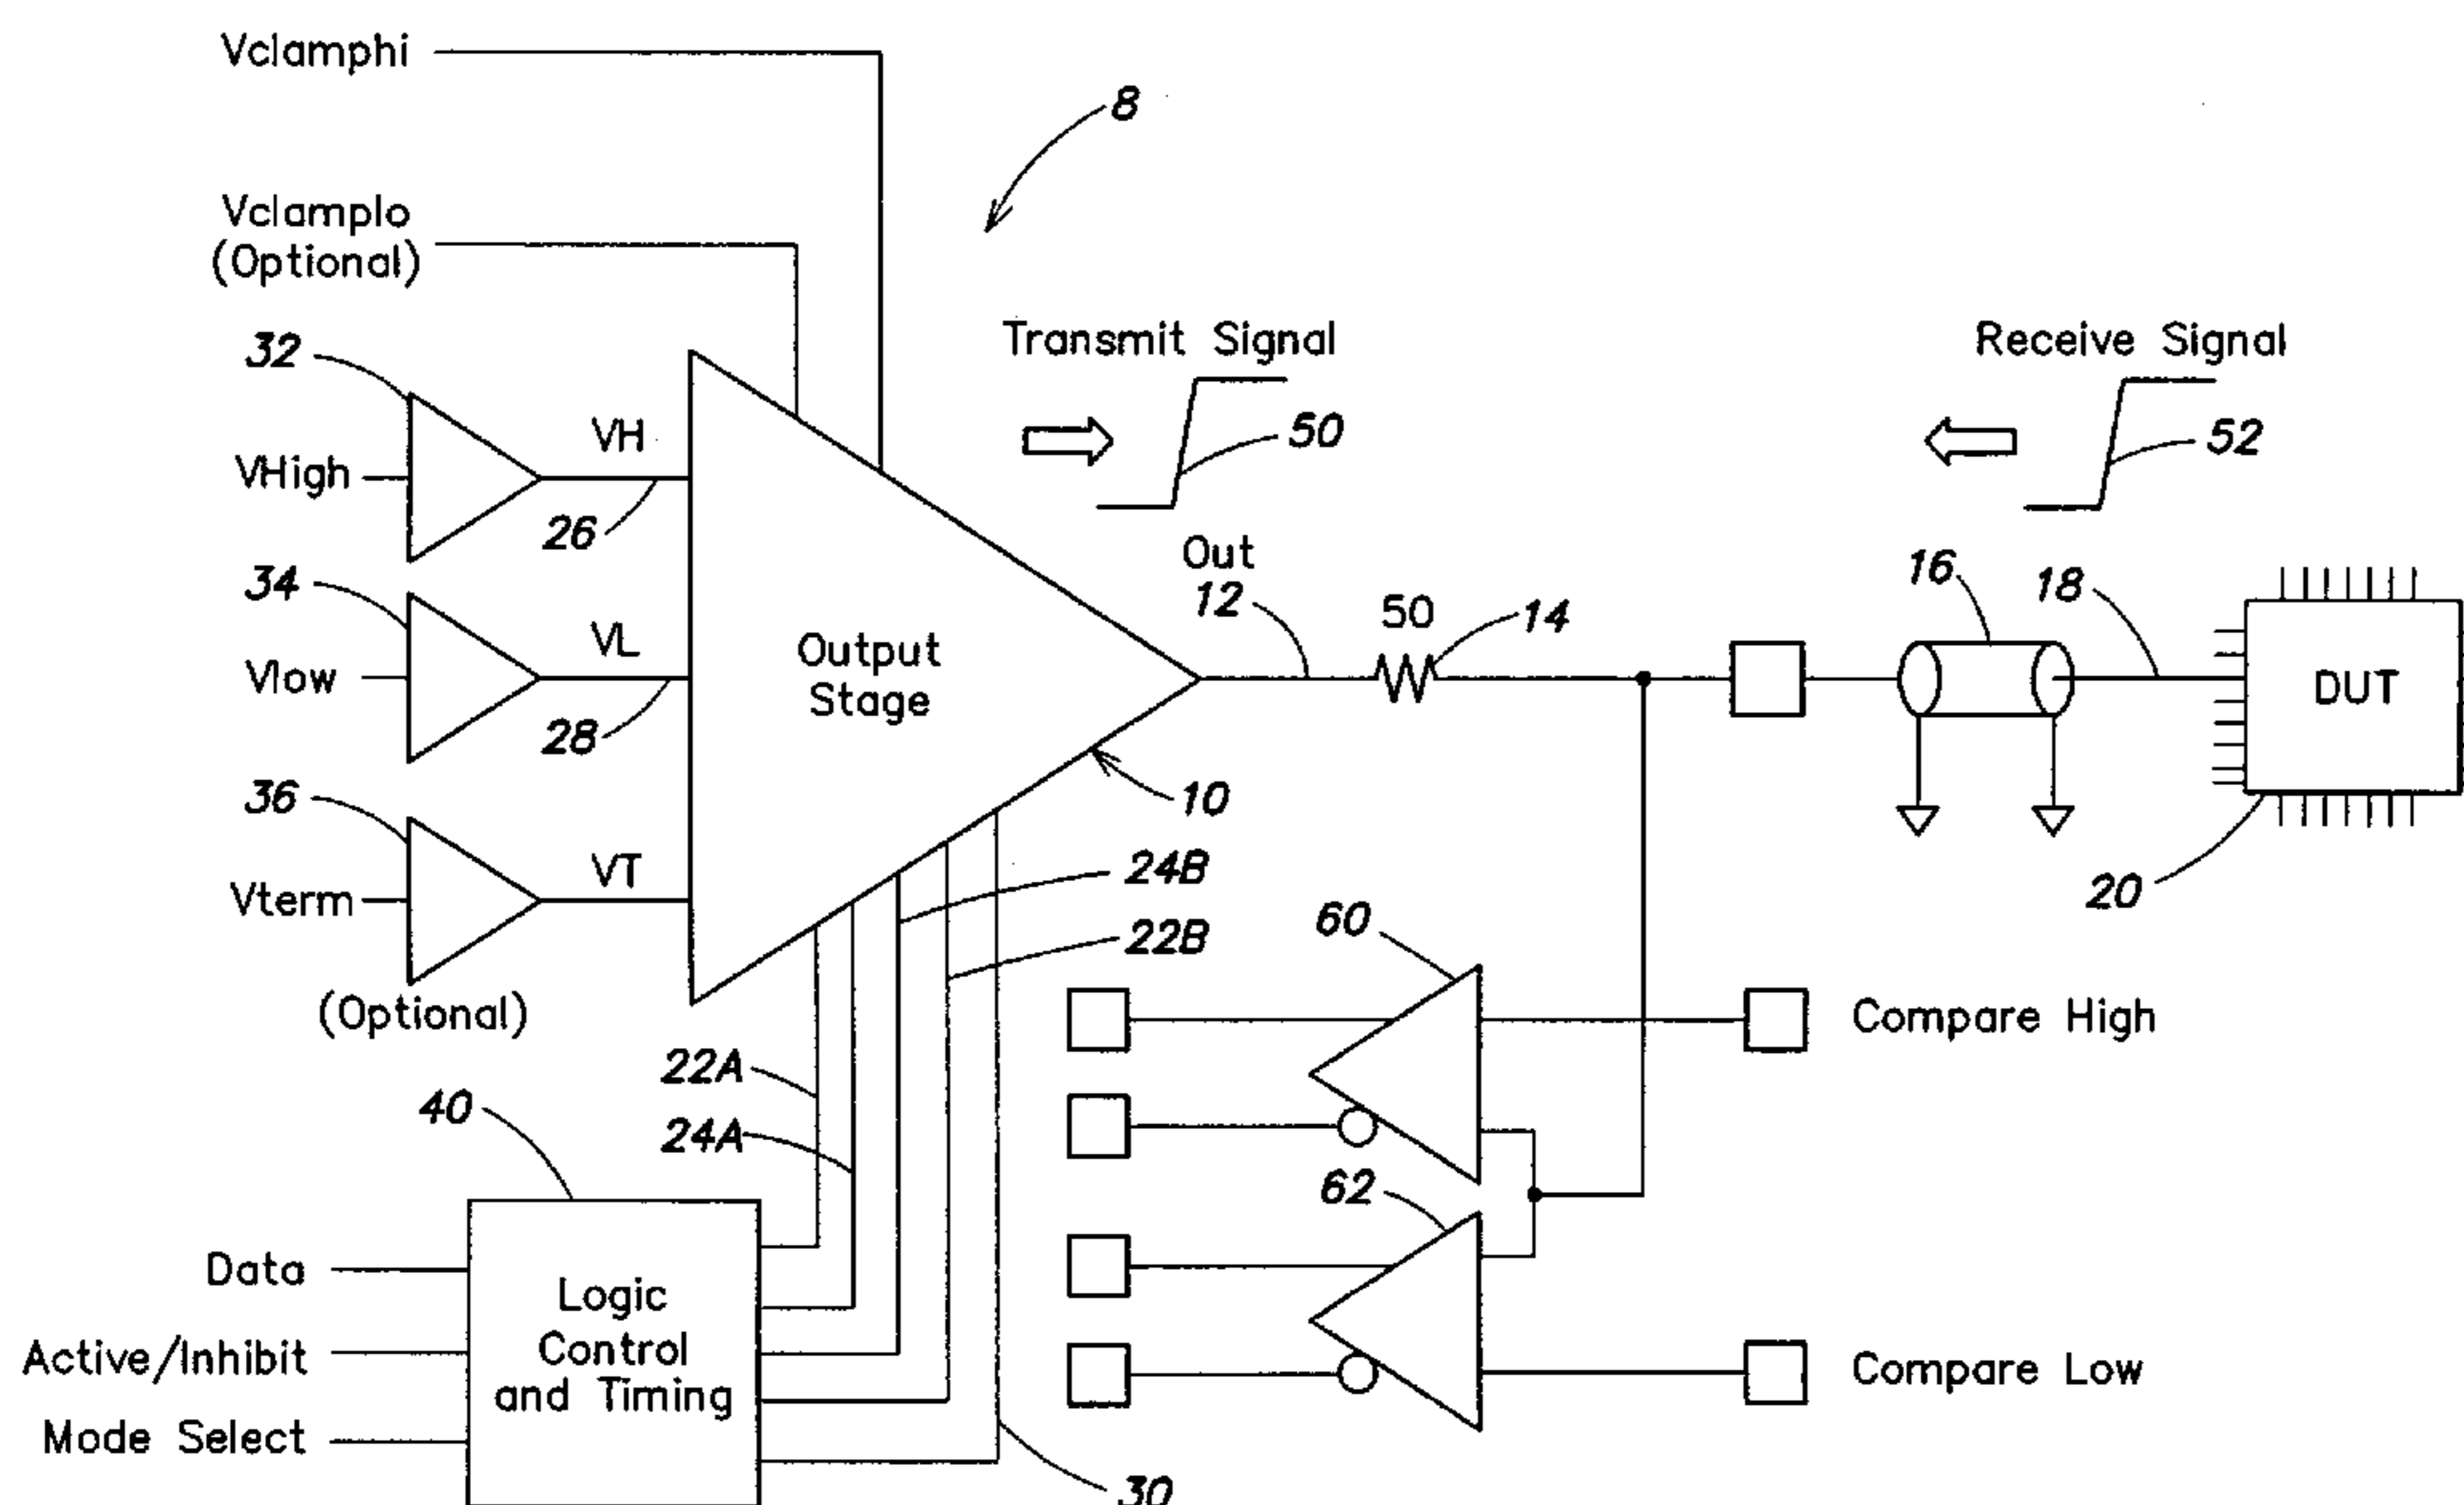 Vclamphi
8
Vclamplo
(Optional)
Transmit Signal
Receive Signal
32
VH
50
52
VHigh
26
Out
12
16
18
34
50
14
VL
Output
Stage
Vlow
DUT
28
36
10
VT
24B
Vterm
20
22B
60
(Optional)
Compare High
22A
40
24A
62
Data
Logic
Control
and Timing
Active/Inhibit
Compare Low
Mode Select
30